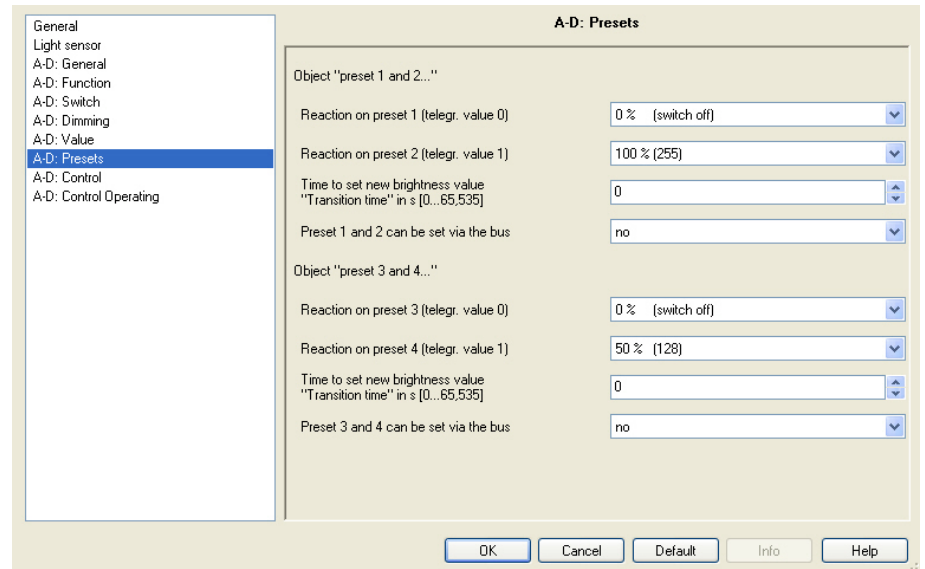 General
Light sensor
A-D: General
A-D: Function
A-D: Switch
A-D: Dimming
A-D: Value
A-D: Presets
A-D: Control
A-D: Control Operating
A-D: Presets
Object "preset 1 and 2..."
Reaction on preset 1 (telegr. value 0)
0 % (switch off)
Reaction on preset 2 (telegr. value 1)
100 % (255)
Time to set new brightness value
"Transition time" in s [0...65,535]
0
Preset 1 and 2 can be set via the bus
no
Object "preset 3 and 4..."
Reaction on preset 3 (telegr. value 0)
0 % (switch off)
Reaction on preset 4 (telegr. value 1)
50 % (128)
Time to set new brightness value
"Transition time" in s [0...65,535]
0
Preset 3 and 4 can be set via the bus
no
OK Cancel Default Info Help